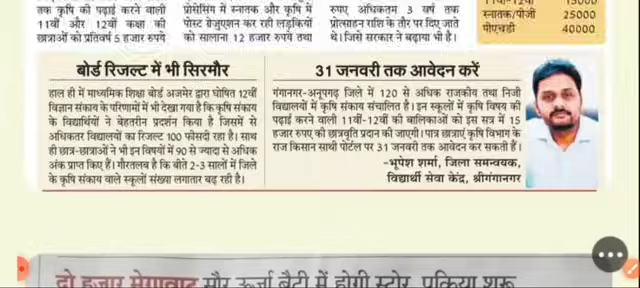 तक कृषि की पढ़ाई करने वाली
11वीं और 12वीं कक्षा की
छात्राओं को प्रतिवर्ष 5 हजार रुपये
प्रोसेसिंग में स्नातक और कृषि में
पोस्ट ग्रेजुएशन कर रही लड़कियों
को सालाना 12 हजार रुपये तथा
रुपए अधिकतम 3 वर्ष तक
प्रोत्साहन राशि के तौर पर दिए जाते
थे। जिसे सरकार ने बढ़ाया भी है।
15000
स्नातक/पीजी 25000
पीएचडी 40000
बोर्ड रिजल्ट में भी सिरमौर
हाल ही में माध्यमिक शिक्षा बोर्ड अजमेर द्वारा घोषित 12वीं
विज्ञान संकाय के परिणामों में भी देखा गया है कि कृषि संकाय
के विद्यार्थियों ने बेहतरीन प्रदर्शन किया है जिसमें से
अधिकतर विद्यालयों का रिजल्ट 100 फीसदी रहा है। साथ
ही छात्र-छात्राओं ने भी इन विषयों में 90 से ज्यादा से अधिक
अंक प्राप्त किए हैं। गौरतलब है कि बीते 2-3 सालों में जिले
के कृषि संकाय वाले स्कूलों संख्या लगातार बढ़ रही है।
31 जनवरी तक आवेदन करें
गंगानगर-अनूपगढ़ जिले में 120 से अधिक राजकीय तथा निजी
विद्यालयों में कृषि संकाय संचालित है। इन स्कूलों में कृषि विषय की
पढ़ाई करने वाली 11वीं-12वीं की बालिकाओं को इस सत्र में 15
हजार रुपए की छात्रवृति प्रदान की जाएगी। पात्र छात्राएं कृषि विभाग के
राज किसान साथी पोर्टल पर 31 जनवरी तक आवेदन कर सकती हैं।
-भूपेश शर्मा, जिला समन्वयक,
विद्यार्थी सेवा केंद्र, श्रीगंगानगर
दो हजार मेगावाट सौर ऊर्जा बैटी में होगी स्टोर, प्रक्रिया शुरू